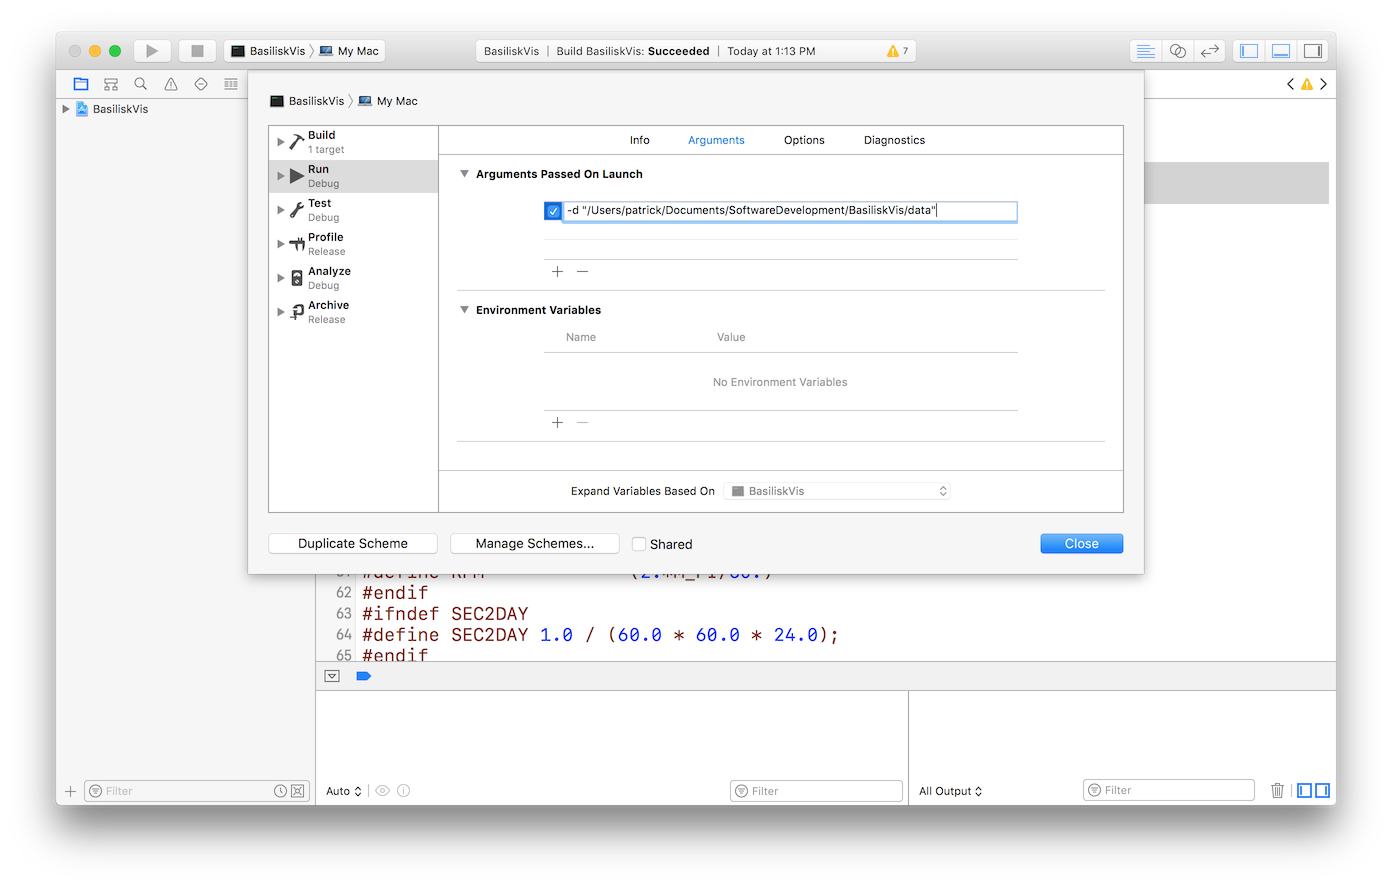 BasiliskVis 〉 My Mac
BasiliskVis | Build BasiliskVis: Succeeded | Today at 1:13 PM 7
BasiliskVis
BasiliskVis 〉 My Mac
Build
1 target
Run
Debug
Test
Debug
Profile
Release
Analyze
Debug
Archive
Release
Info Arguments Options Diagnostics
Arguments Passed On Launch
-d "/Users/patrick/Documents/SoftwareDevelopment/BasiliskVis/data"
Environment Variables
Name Value
No Environment Variables
Expand Variables Based On BasiliskVis
Duplicate Scheme Manage Schemes... Shared Close
62 #endif
63 #ifndef SEC2DAY
64 #define SEC2DAY 1.0 / (60.0 * 60.0 * 24.0);
65 #endif
Filter
Auto
Filter
All Output
Filter